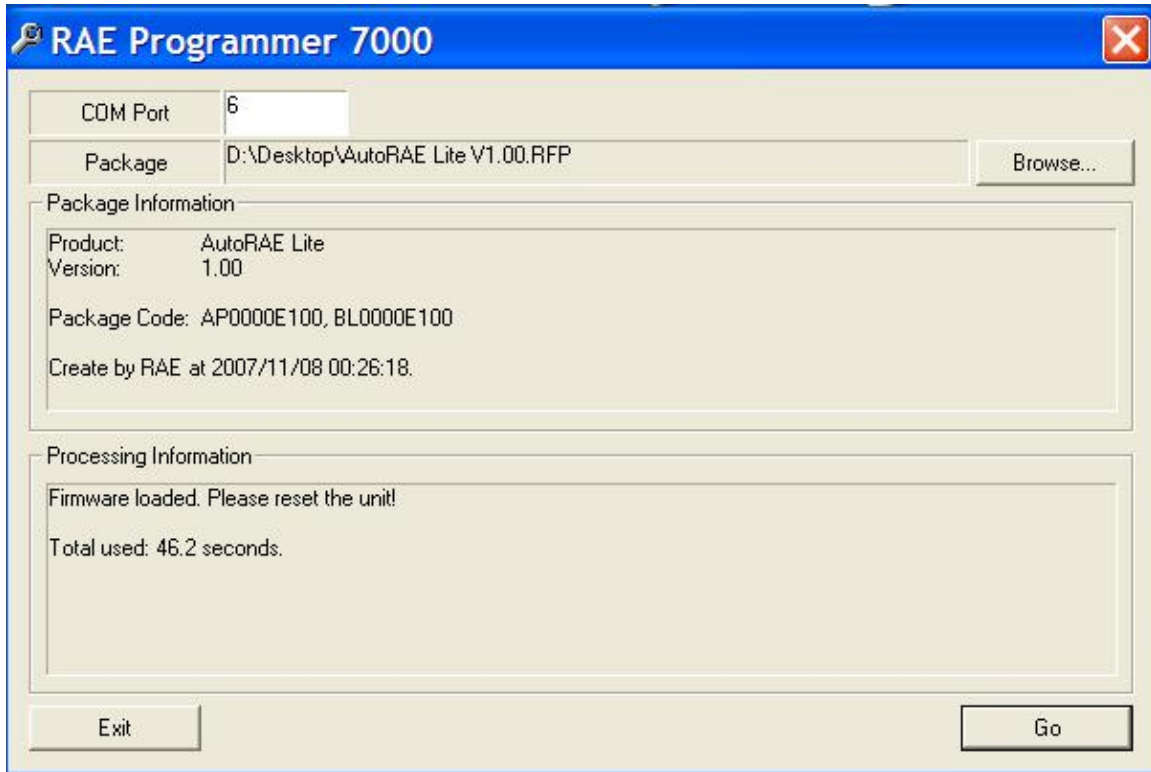 RAE Programmer 7000
COM Port 6
Package D:\Desktop\AutoRAE Lite V1.00.RFP Browse...
Package Information
Product: AutoRAE Lite
Version: 1.00
Package Code: AP0000E100, BL0000E100
Create by RAE at 2007/11/08 00:26:18.
Processing Information
Firmware loaded. Please reset the unit!
Total used: 46.2 seconds.
Exit Go